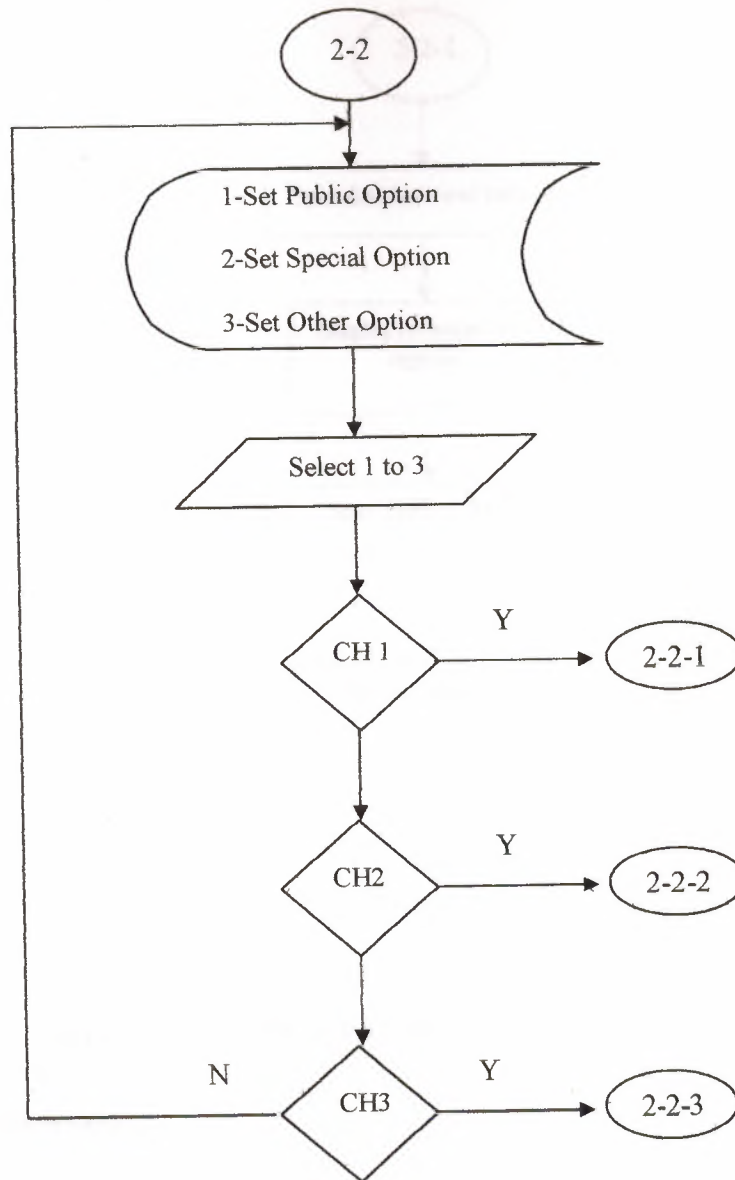 2-2
1-Set Public Option
2-Set Special Option
3-Set Other Option
Select 1 to 3
CH 1
Y
2-2-1
CH2
Y
2-2-2
N
CH3
Y
2-2-3